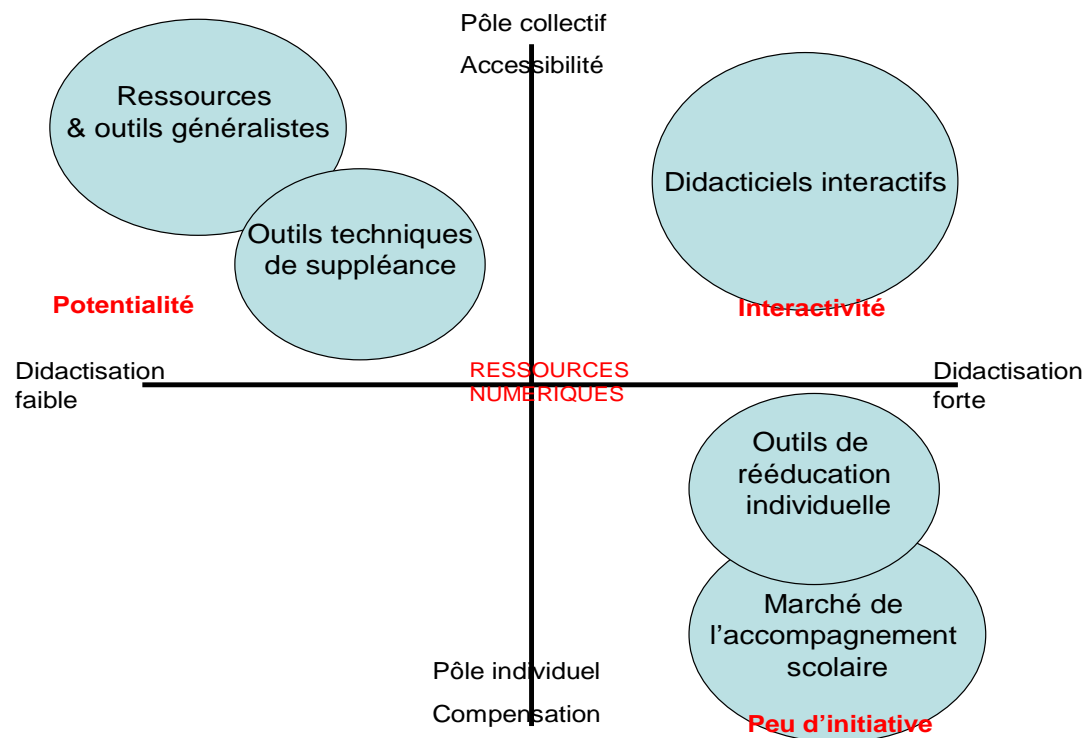 Pôle collectif
Accessibilité
Ressources
& outils généralistes
Didacticiels interactifs
Outils techniques
de suppléance
Potentialité
Interactivité
Didactisation
faible
RESSOURCES
NUMERIQUES
Didactisation
forte
Outils de
rééducation
individuelle
Marché de
l’accompagnement
scolaire
Pôle individuel
Compensation
Peu d’initiative